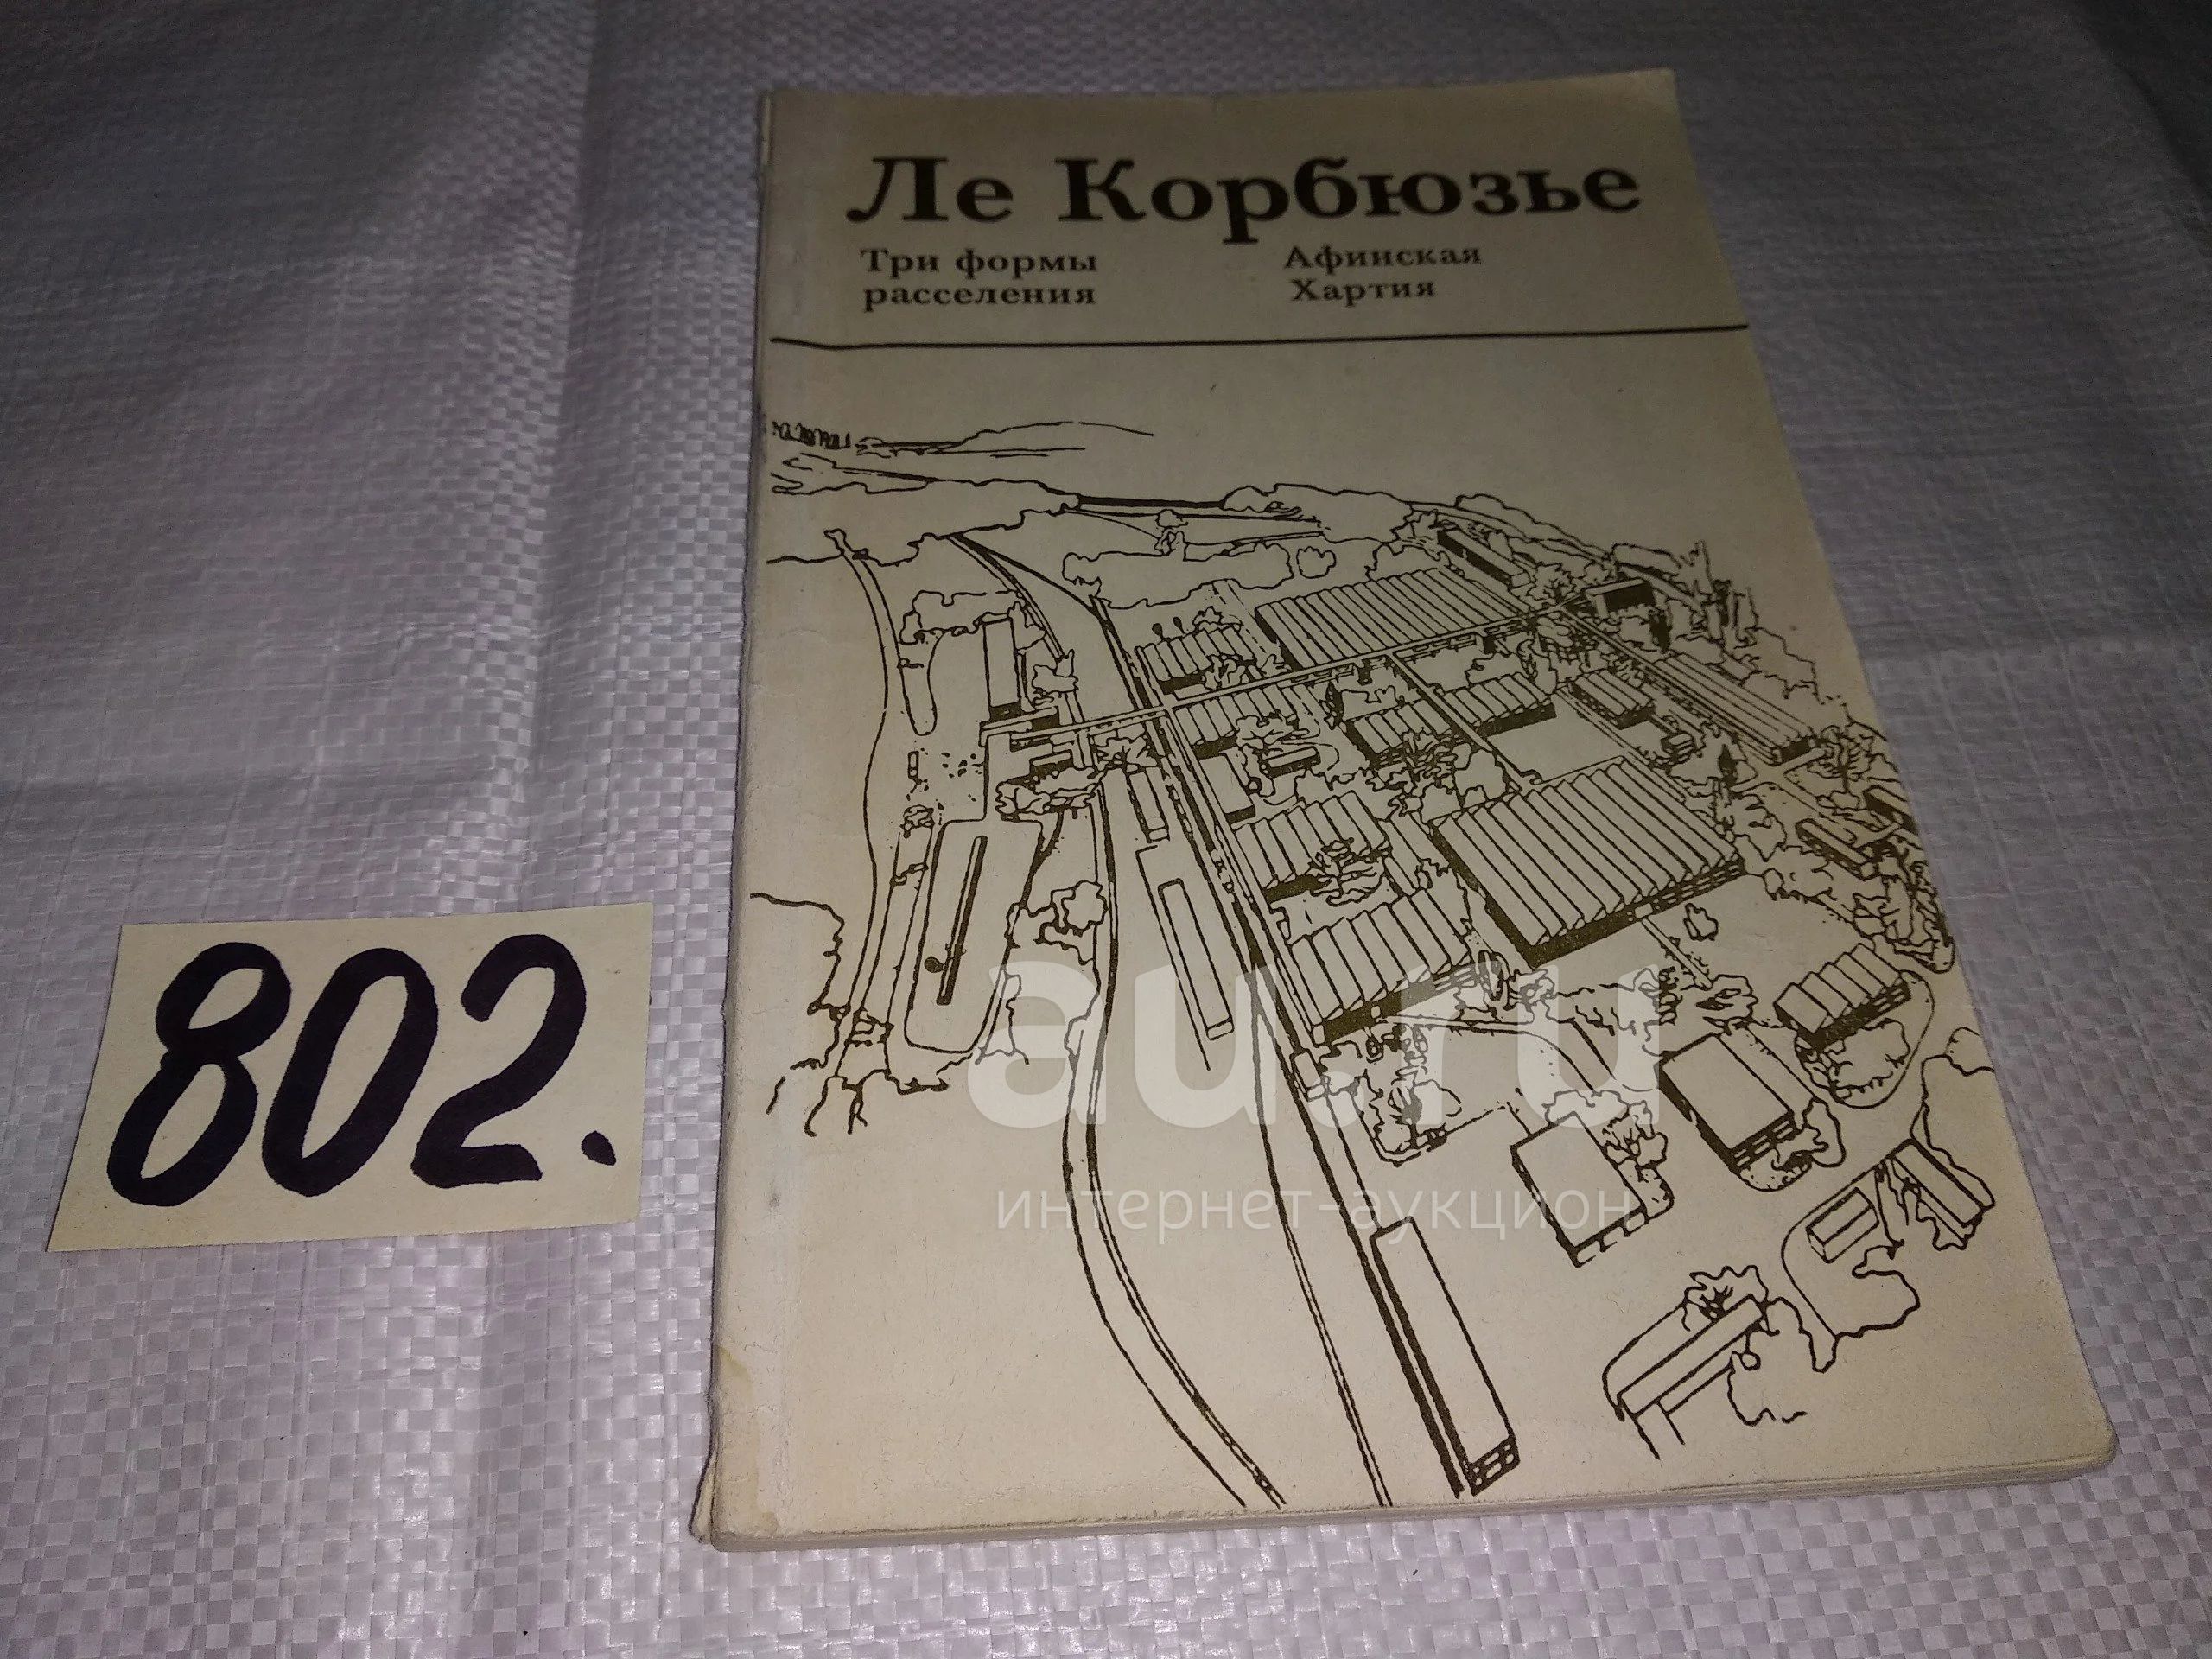 Ле Корбюзье
Три формы
расселения
Афинская
Хартия
802.
au.ru
интернет-аукцион